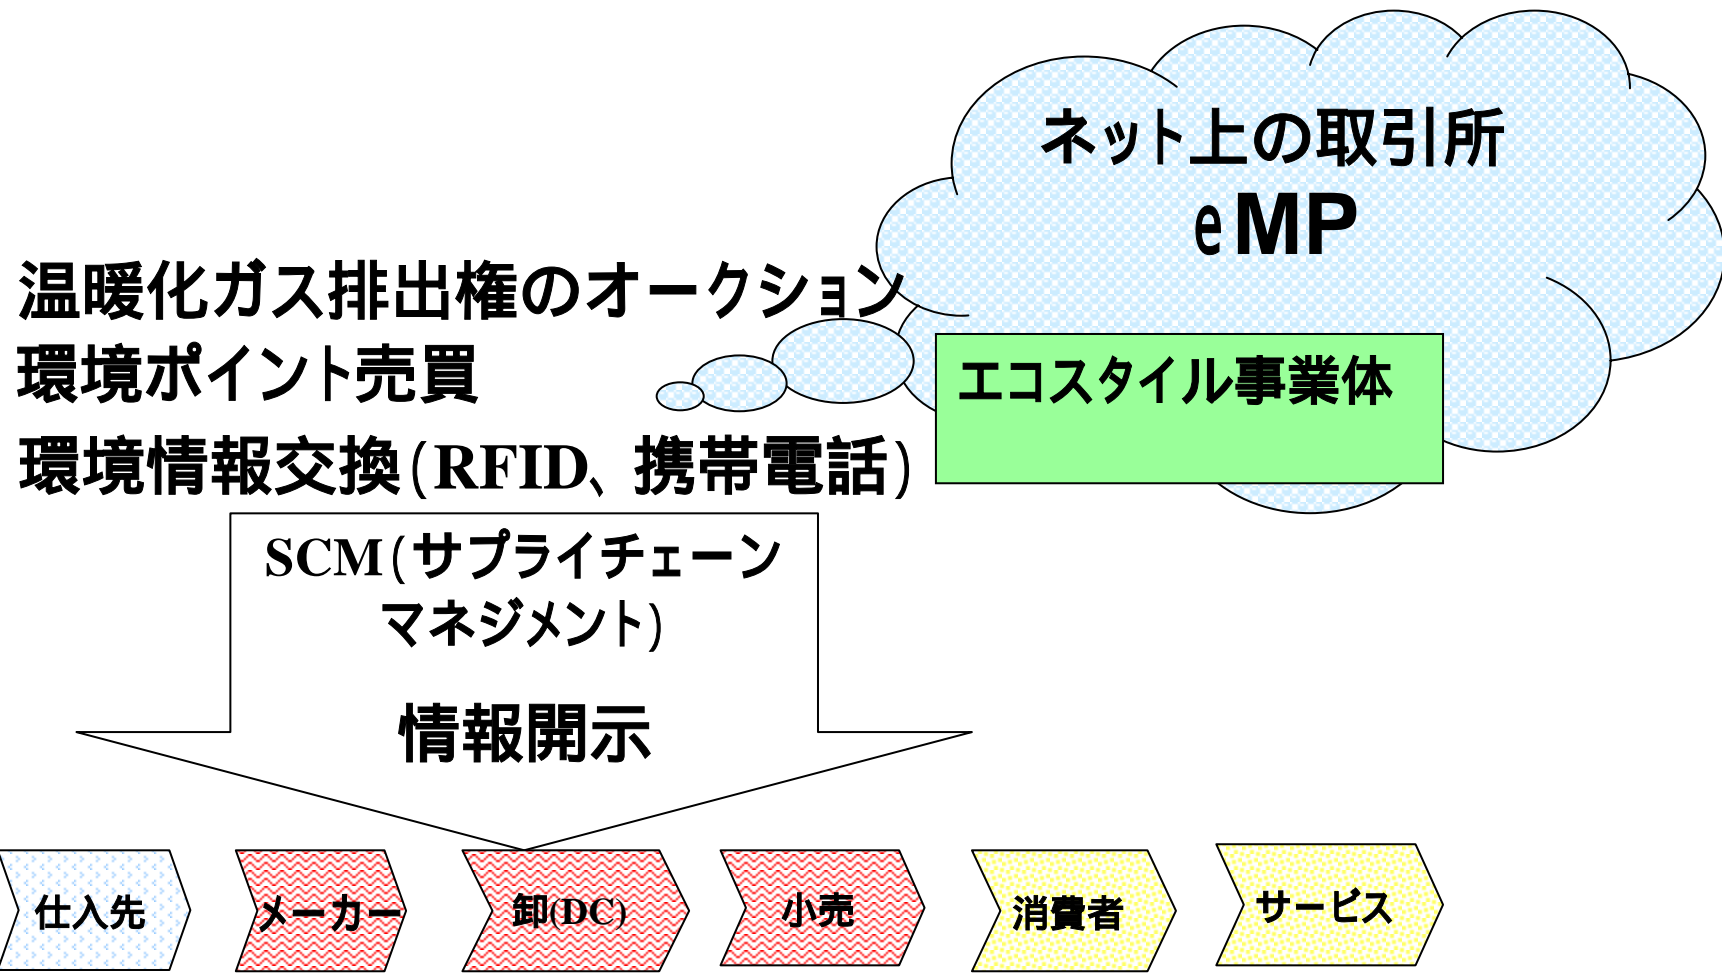 ネット上の取引所
eMP
温暖化ガス排出権のオークション
環境ポイント売買
エコスタイル事業体
環境情報交換(RFID、携帯電話)
SCM(サプライチェーン
マネジメント)
情報開示
仕入先
メーカー
卸(DC)
小売
消費者
サービス